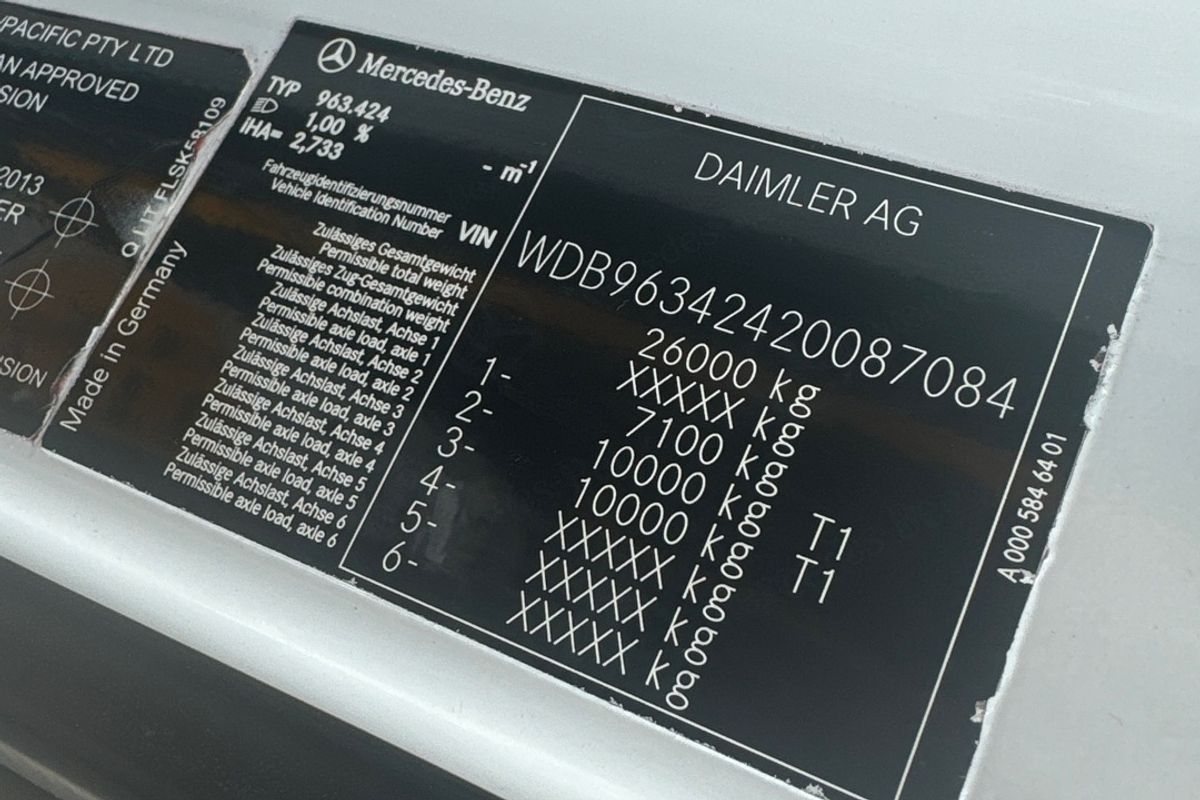 PACIFIC PTY LTD
AN APPROVED
SION
2013
ER
SION
Made in Germany
Mercedes-Benz
TYP 963.424
1,00 %
iHA= 2,733
- m-1
Fahrzeugidentifizierungsnummer
Vehicle Identification Number VIN
Zulässiges Gesamtgewicht
Permissible total weight
Zulässiges Zug-Gesamtgewicht
Permissible combination weight
Zulässige Achslast, Achse 1
Permissible axle load, axle 1
Zulässige Achslast, Achse 2
Permissible axle load, axle 2
Zulässige Achslast, Achse 3
Permissible axle load, axle 3
Zulässige Achslast, Achse 4
Permissible axle load, axle 4
Zulässige Achslast, Achse 5
Permissible axle load, axle 5
Zulässige Achslast, Achse 6
Permissible axle load, axle 6
DAIMLER AG
WDB96342420087084
26000 kg
XXXXX kg
1- 7100 kg
2- 10000 kg T1
3- 10000 kg T1
4- XXXXX kg
5- XXXXX kg
6- XXXXX kg
A 000 584 64 01